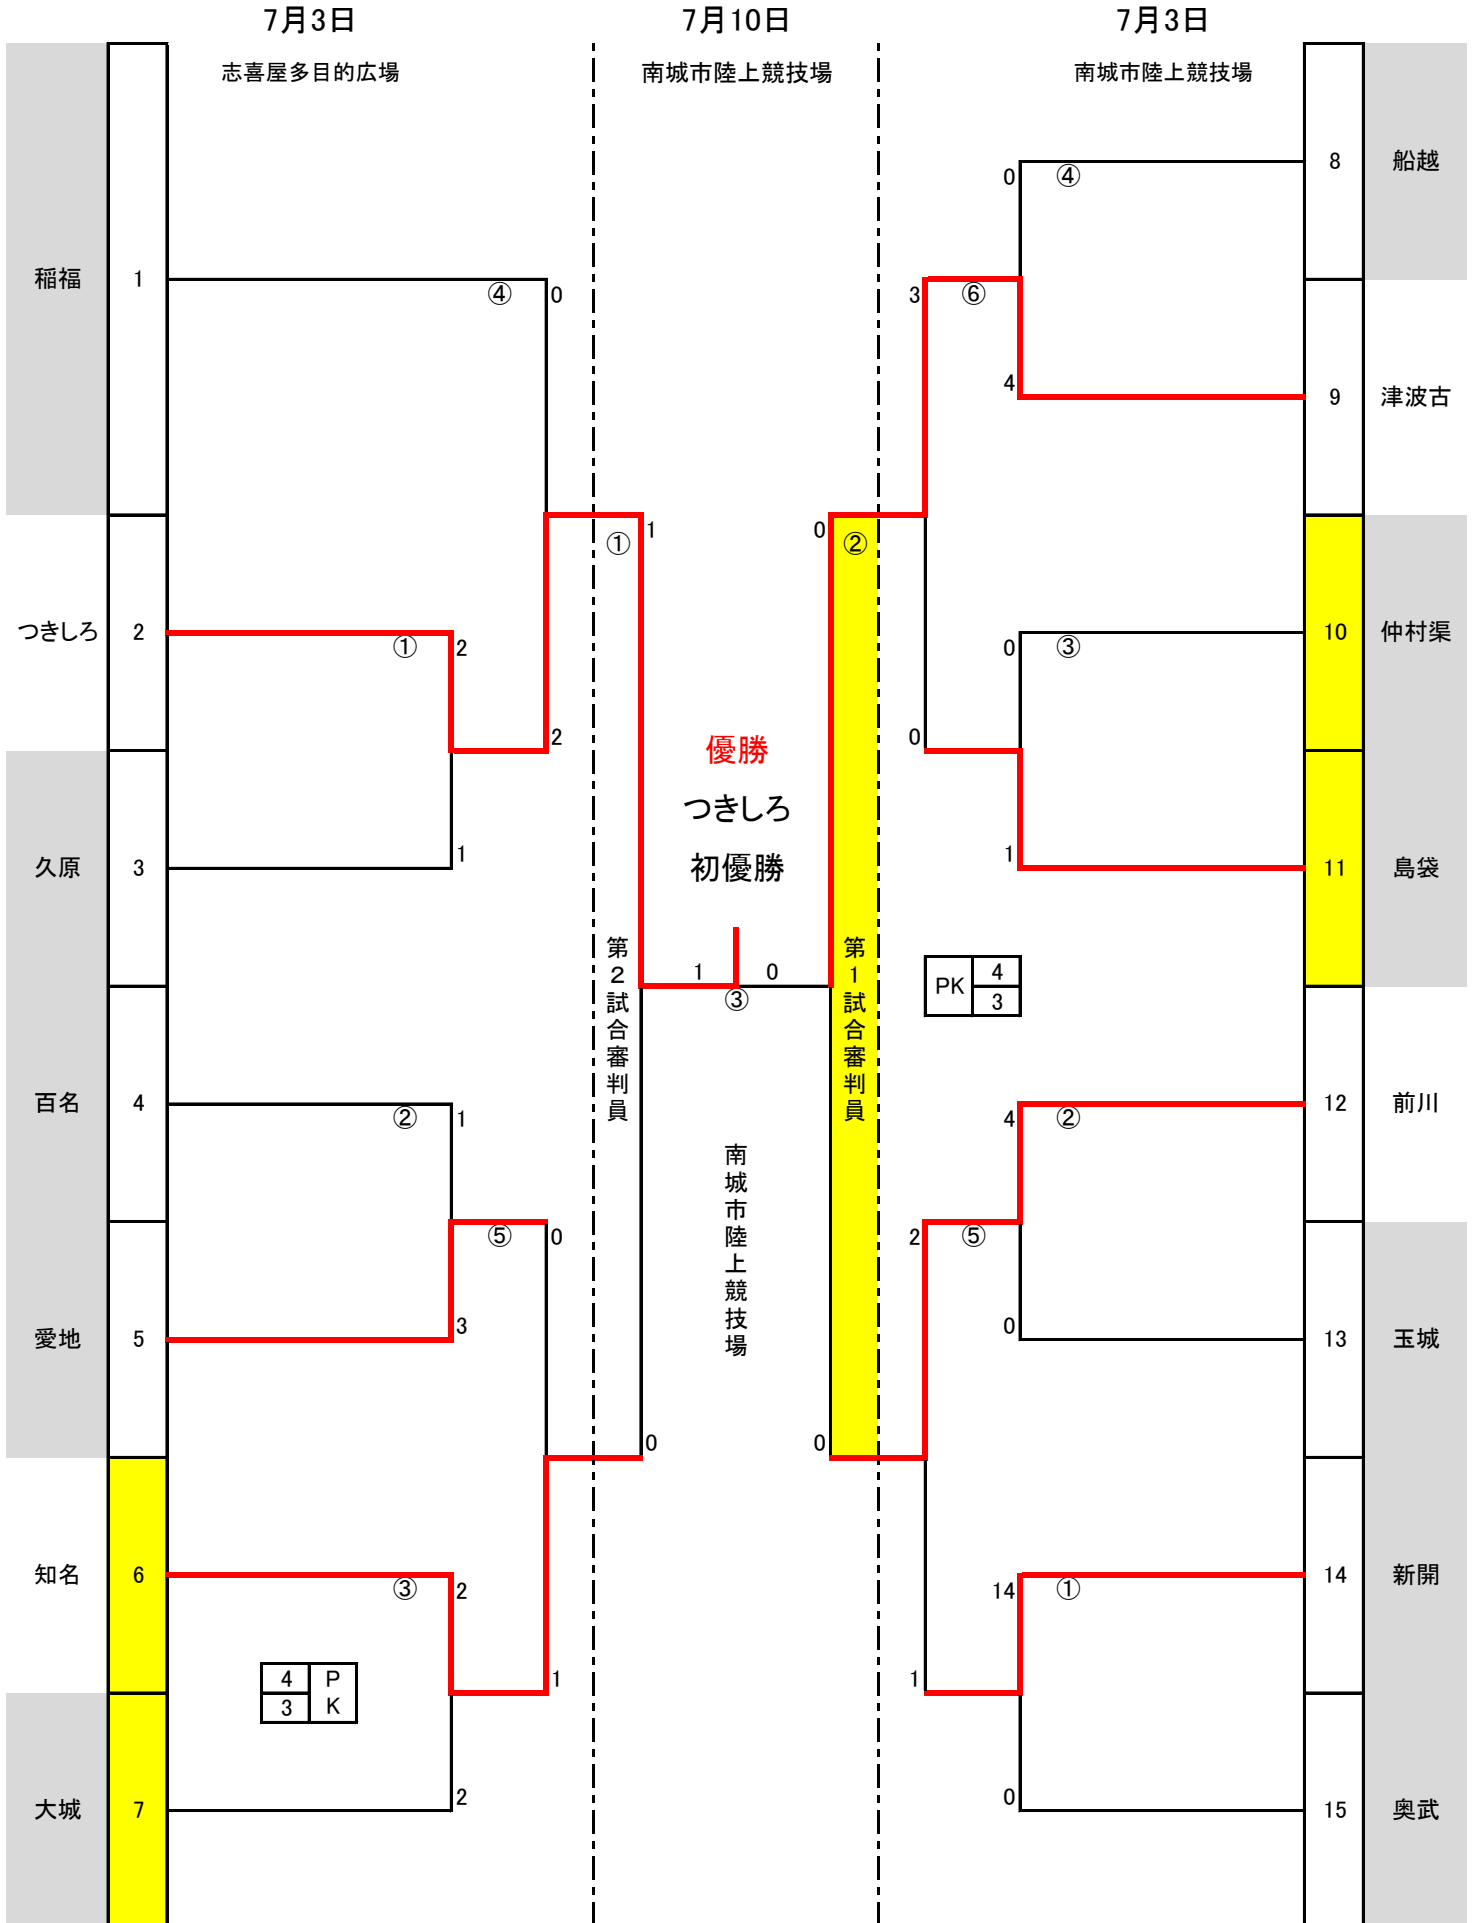 7月3日
7月10日
7月3日
志喜屋多目的広場
南城市陸上競技場
南城市陸上競技場
8
船越
0
④
稲福
1
④
0
3
⑥
4
9
津波古
①
1
0
②
つきしろ
2
①
2
0
③
10
仲村渠
2
0
優勝
つきしろ
初優勝
久原
3
1
1
11
島袋
第2試合審判員
1
0
③
第1試合審判員
PK
4
3
百名
4
②
1
4
②
12
前川
南城市陸上競技場
⑤
0
2
⑤
愛地
5
3
0
13
玉城
0
0
知名
6
③
2
14
①
14
新開
4
3
P
K
1
1
大城
7
2
0
15
奥武